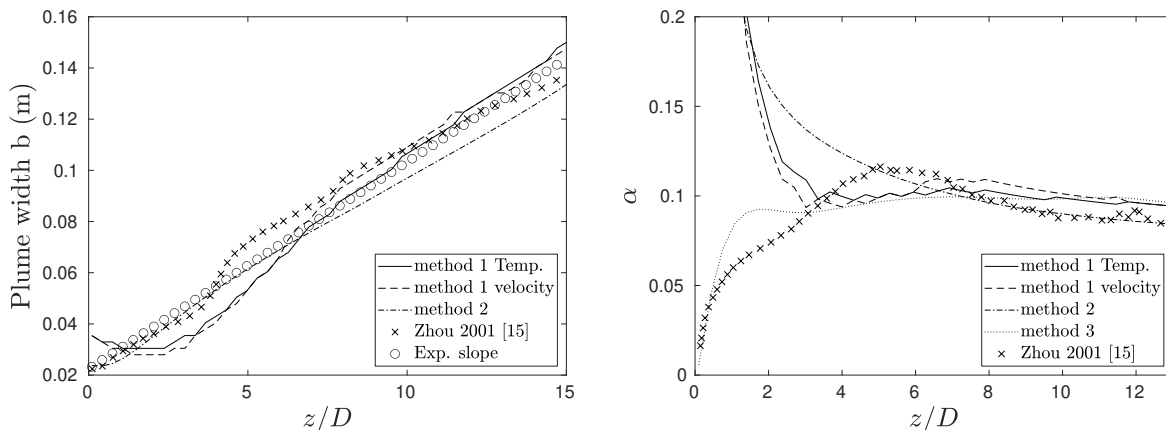 0.16
0.14
0.12
0.1
0.08
0.06
0.04
0.02
Plume width b (m)
0
5
10
15
z/D
method 1 Temp.
method 1 velocity
method 2
Zhou 2001 [15]
Exp. slope
0.2
0.15
0.1
0.05
0
α
0
2
4
6
8
10
12
z/D
method 1 Temp.
method 1 velocity
method 2
method 3
Zhou 2001 [15]